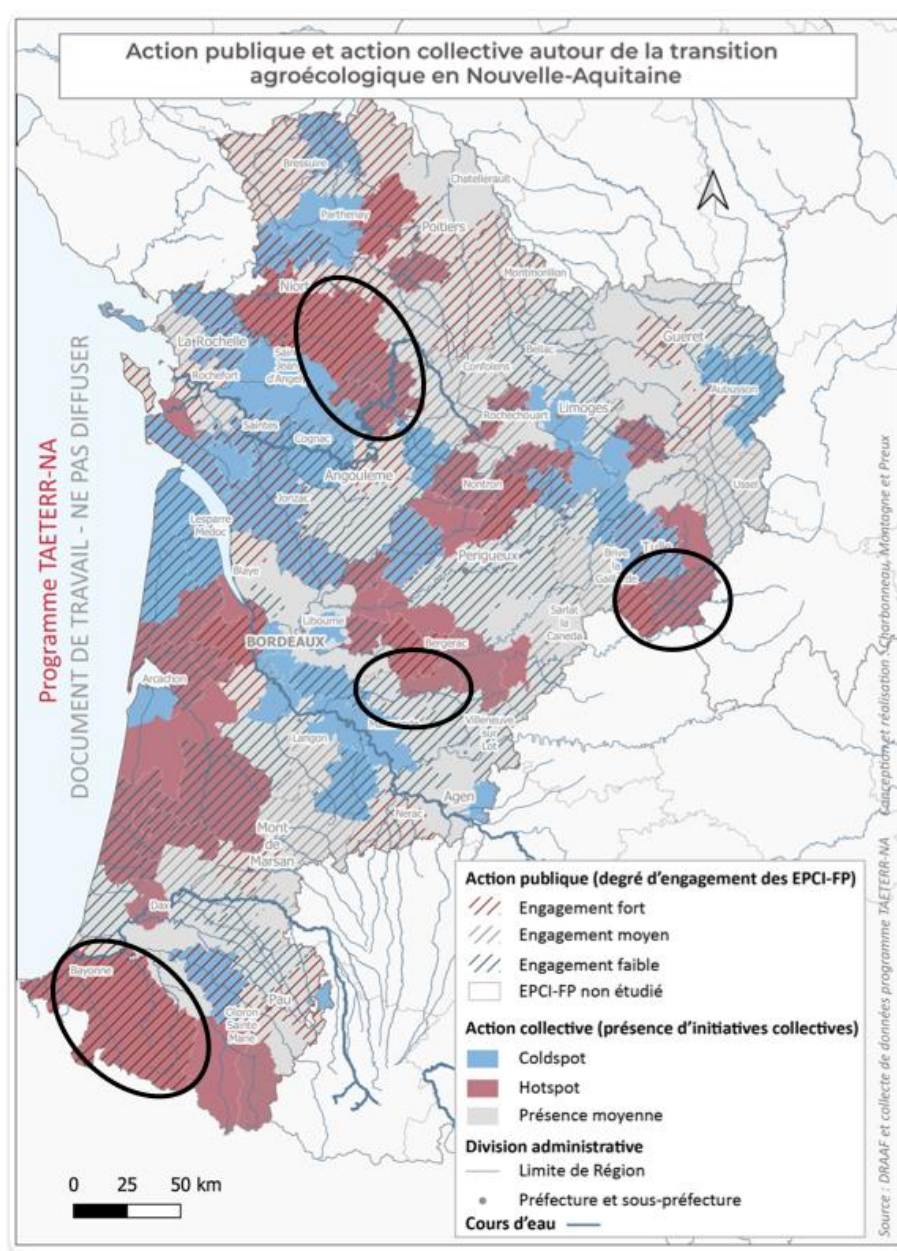 Action publique et action collective autour de la transition
agroécologique en Nouvelle-Aquitaine
Programme TAETERR-NA
DOCUMENT DE TRAVAIL - NE PAS DIFFUSER
Bressuire
Châtellerault
Parthenay
Poitiers
Montmorillon
Niort
La Rochelle
Guéret
Saint
Jean
d'Angely
Bellac
Rochefort
Confolens
Aubusson
Rochechouart
Limoges
Saintes
Cognac
Angoulême
Nontron
Ussel
Jonzac
Lesparre
Médoc
Périgueux
Tulle
Brive
la
Gaillarde
Blaye
Sarlat
la
Canéda
Libourne
BORDEAUX
Bergerac
Arcachon
Langon
Villeneuve
sur
Lot
Agen
Nérac
Mont
de
Marsan
Dax
Bayonne
Pau
Oloron
Sainte
Marie
Action publique (degré d'engagement des EPCI-FP)
Engagement fort
Engagement moyen
Engagement faible
EPCI-FP non étudié
Action collective (présence d'initiatives collectives)
Coldspot
Hotspot
Présence moyenne
Division administrative
Limite de Région
Préfecture et sous-préfecture
Cours d'eau
0 25 50 km
Source : DRAAF et collecte de données programme TAETERR-NA Conception et réalisation : Charbonneau, Montagne et Preux